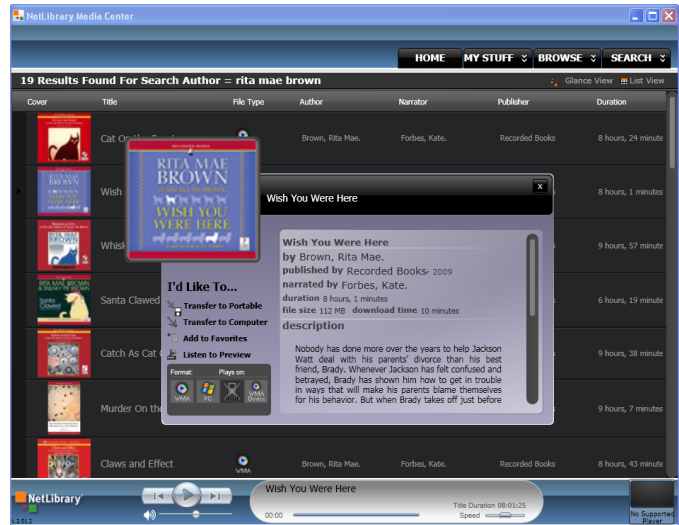 NetLibrary Media Center
HOME MY STUFF BROWSE SEARCH
19 Results Found For Search Author = rita mae brown
Glance View List View
Cover Title File Type Author Narrator Publisher Duration
Cat On Brown, Rita Mae. Forbes, Kate. Recorded Books 8 hours, 24 minute
RITA MAE
BROWN
WISH YOU
WERE HERE
Wish 8 hours, 1 minutes
Wish You Were Here
X
Whisk 9 hours, 57 minute
Wish You Were Here
by Brown, Rita Mae.
published by Recorded Books, 2009
narrated by Forbes, Kate.
duration 8 hours, 1 minutes
file size 112 MB download time 10 minutes
description
Nobody has done more over the years to help Jackson
Watt deal with his parents' divorce than his best
friend, Brady. Whenever Jackson has felt confused and
betrayed, Brady has shown him how to get in trouble
in ways that will make his parents blame themselves
for his behavior. But when Brady takes off just before
I'd Like To...
Transfer to Portable
Transfer to Computer
Add to Favorites
Listen to Preview
Format: Plays on:
WMA PC WMA
Device
Santa Clawed 6 hours, 19 minute
Catch As Cat 9 hours, 38 minute
Murder On the 9 hours, 7 minutes
Claws and Effect WMA Brown, Rita Mae. Forbes, Kate. Recorded Books 8 hours, 43 minute
NetLibrary
1.2.51.2
Wish You Were Here
Title Duration 08:01:25
00:00 Speed
No Supported
Player